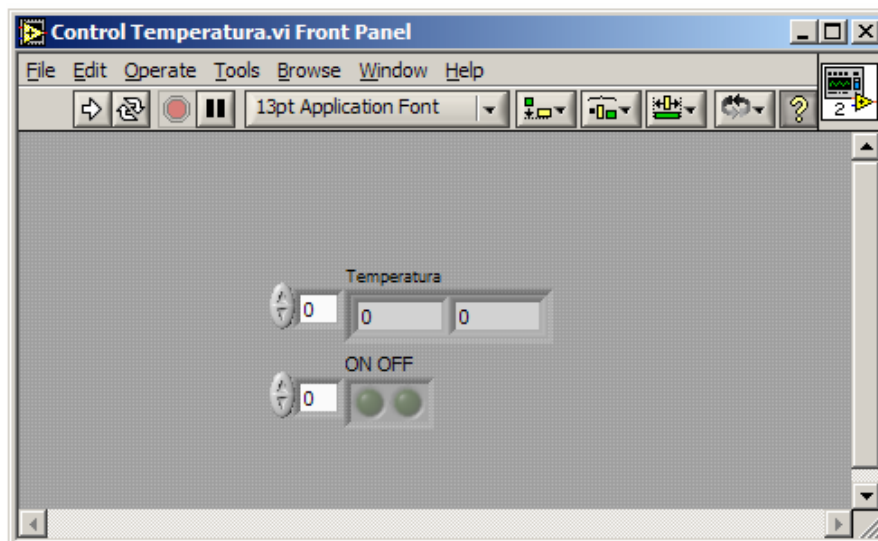 Control Temperatura.vi Front Panel
File Edit Operate Tools Browse Window Help
13pt Application Font
?
2
Temperatura
0
0
0
ON OFF
0